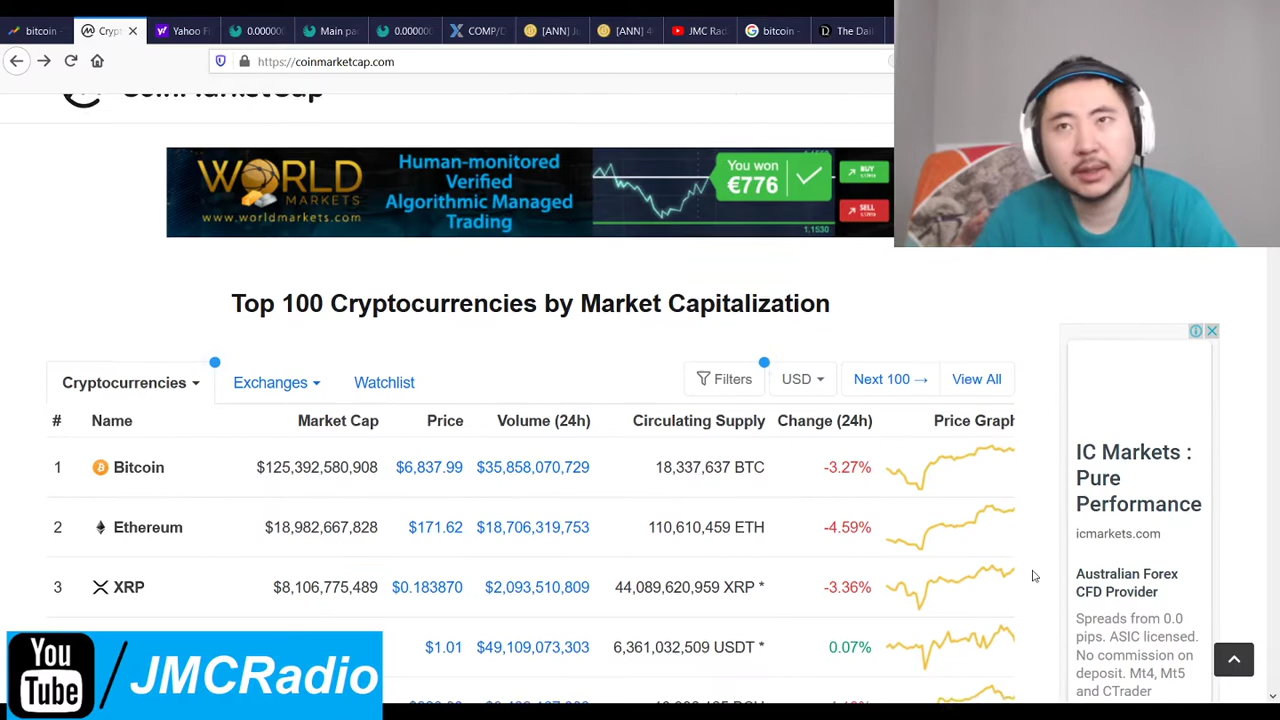 bitcoin
Cryp
Yahoo F
0.00000
Main pa
0.00000
COMP/D
[ANN] J
[ANN] 4
JMC Rad
bitcoin -
The Dail
https://coinmarketcap.com
CoinMarketCap
WORLD
MARKETS
www.worldmarkets.com
Human-monitored
Verified
Algorithmic Managed
Trading
You won
€776
BUY
SELL
1.1530
Top 100 Cryptocurrencies by Market Capitalization
Cryptocurrencies Exchanges Watchlist Filters USD Next 100 → View All
# Name Market Cap Price Volume (24h) Circulating Supply Change (24h) Price Graph
1 Bitcoin $125,392,580,908 $6,837.99 $35,858,070,729 18,337,637 BTC -3.27%
2 Ethereum $18,982,667,828 $171.62 $18,706,319,753 110,610,459 ETH -4.59%
3 XRP $8,106,775,489 $0.183870 $2,093,510,809 44,089,620,959 XRP * -3.36%
$1.01 $49,109,073,303 6,361,032,509 USDT * 0.07%
IC Markets :
Pure
Performance
icmarkets.com
Australian Forex
CFD Provider
Spreads from 0.0
pips. ASIC licensed.
No commission on
deposit. Mt4, Mt5
and CTrader
You
Tube
/JMCRadio